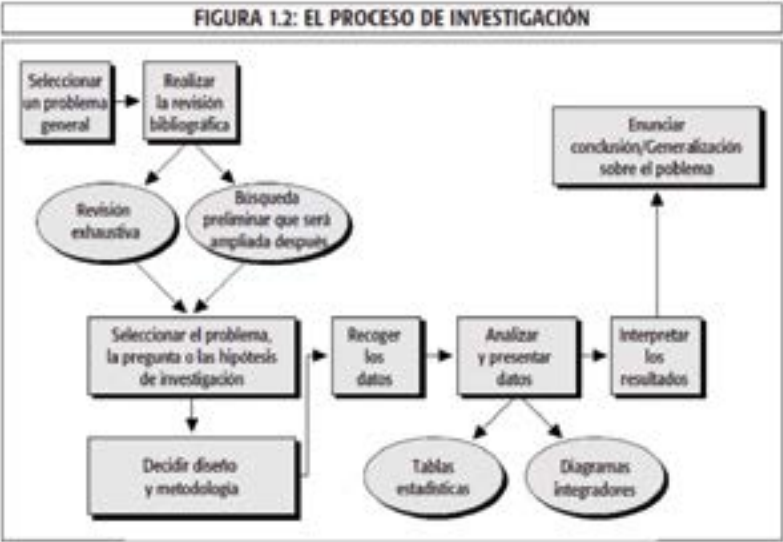 FIGURA 1.2: EL PROCESO DE INVESTIGACIÓN
Seleccionar
un problema
general
Realizar
la revisión
bibliográfica
Enunciar
conclusión/Generalización
sobre el poblema
Revisión
exhaustiva
Búsqueda
preliminar que será
ampliada después
Seleccionar el problema,
la pregunta o las hipótesis
de investigación
Recoger
los
datos
Analizar
y presentar
datos
Interpretar
los
resultados
Decidir diseño
y metodología
Tablas
estadísticas
Diagramas
integradores